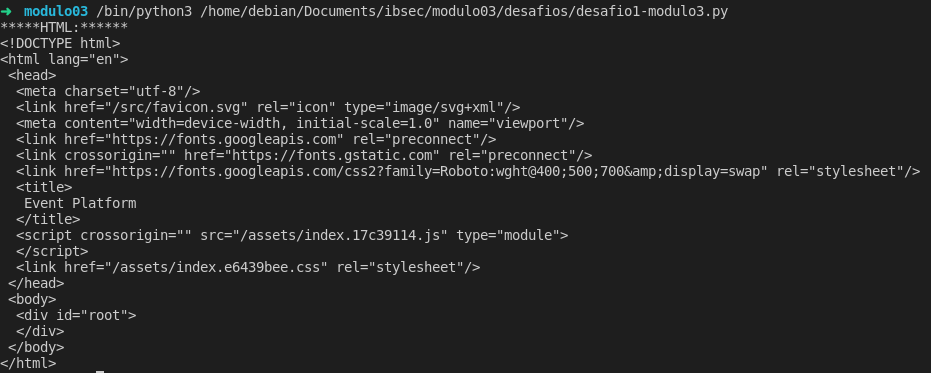 ➜ modulo03 /bin/python3 /home/debian/Documents/ibsec/modulo03/desafios/desafio1-modulo3.py
*****HTML:******
<!DOCTYPE html>
<html lang="en">
 <head>
  <meta charset="utf-8"/>
  <link href="/src/favicon.svg" rel="icon" type="image/svg+xml"/>
  <meta content="width=device-width, initial-scale=1.0" name="viewport"/>
  <link href="https://fonts.googleapis.com" rel="preconnect"/>
  <link crossorigin="" href="https://fonts.gstatic.com" rel="preconnect"/>
  <link href="https://fonts.googleapis.com/css2?family=Roboto:wght@400;500;700&amp;display=swap" rel="stylesheet"/>
  <title>
   Event Platform
  </title>
  <script crossorigin="" src="/assets/index.17c39114.js" type="module">
  </script>
  <link href="/assets/index.e6439bee.css" rel="stylesheet"/>
 </head>
 <body>
  <div id="root">
  </div>
 </body>
</html>